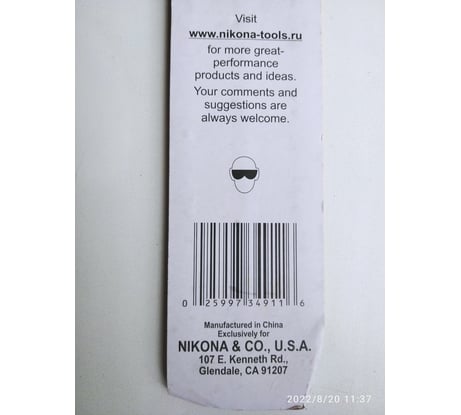 Visit
www.nikona-tools.ru
for more great-
performance
products and ideas.
Your comments and
suggestions are
always welcome.
0 25997 34911 6
Manufactured in China
Exclusively for
NIKONA & CO., U.S.A.
107 E. Kenneth Rd.,
Glendale, CA 91207
2022/8/20 11:37